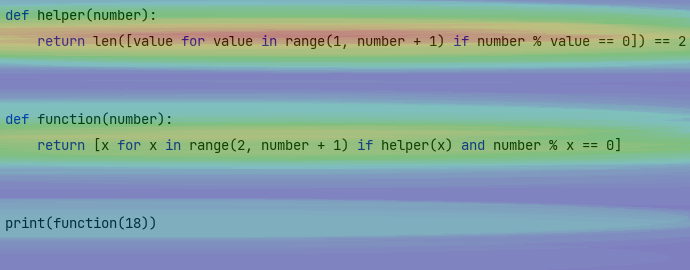 def helper(number):
    return len([value for value in range(1, number + 1) if number % value == 0]) == 2
def function(number):
    return [x for x in range(2, number + 1) if helper(x) and number % x == 0]
print(function(18))